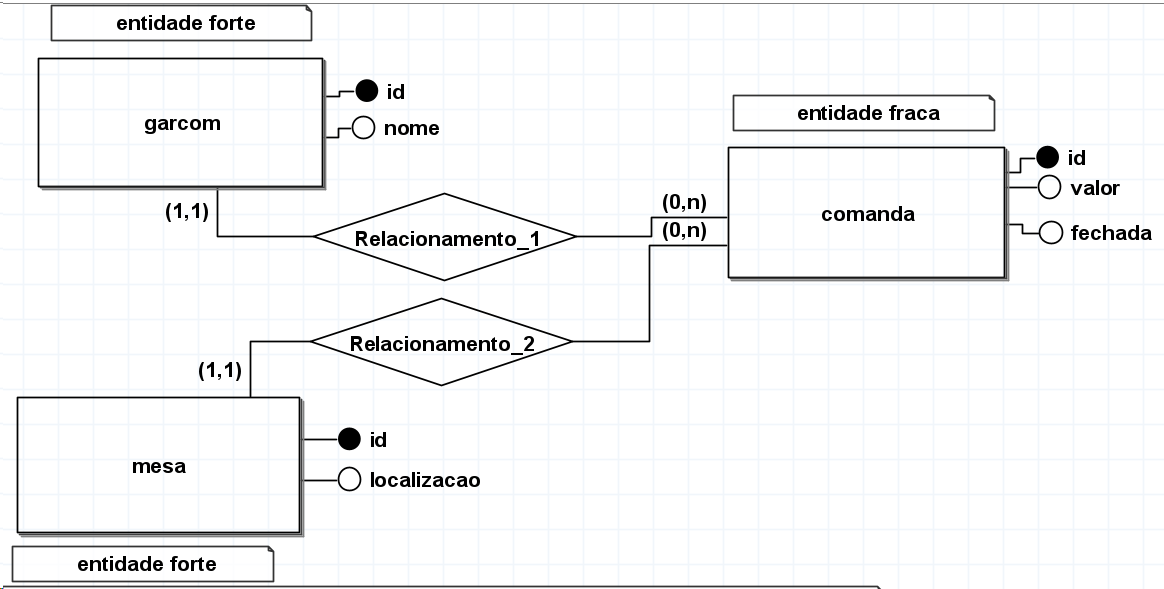 entidade forte
garcom
id
nome
(1,1)
Relacionamento_1
(0,n)
(0,n)
entidade fraca
comanda
id
valor
fechada
Relacionamento_2
(1,1)
mesa
id
localizacao
entidade forte